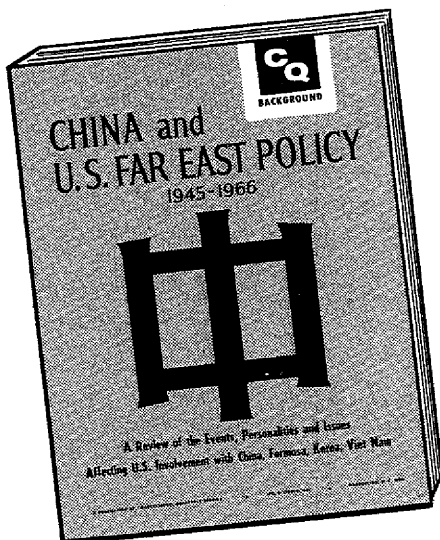 CQ
BACKGROUND
CHINA and
U.S. FAR EAST POLICY
1945-1966
中
A Review of the Events, Personalities and Issues
Affecting U.S. Involvement with China, Formosa, Korea, Viet Nam